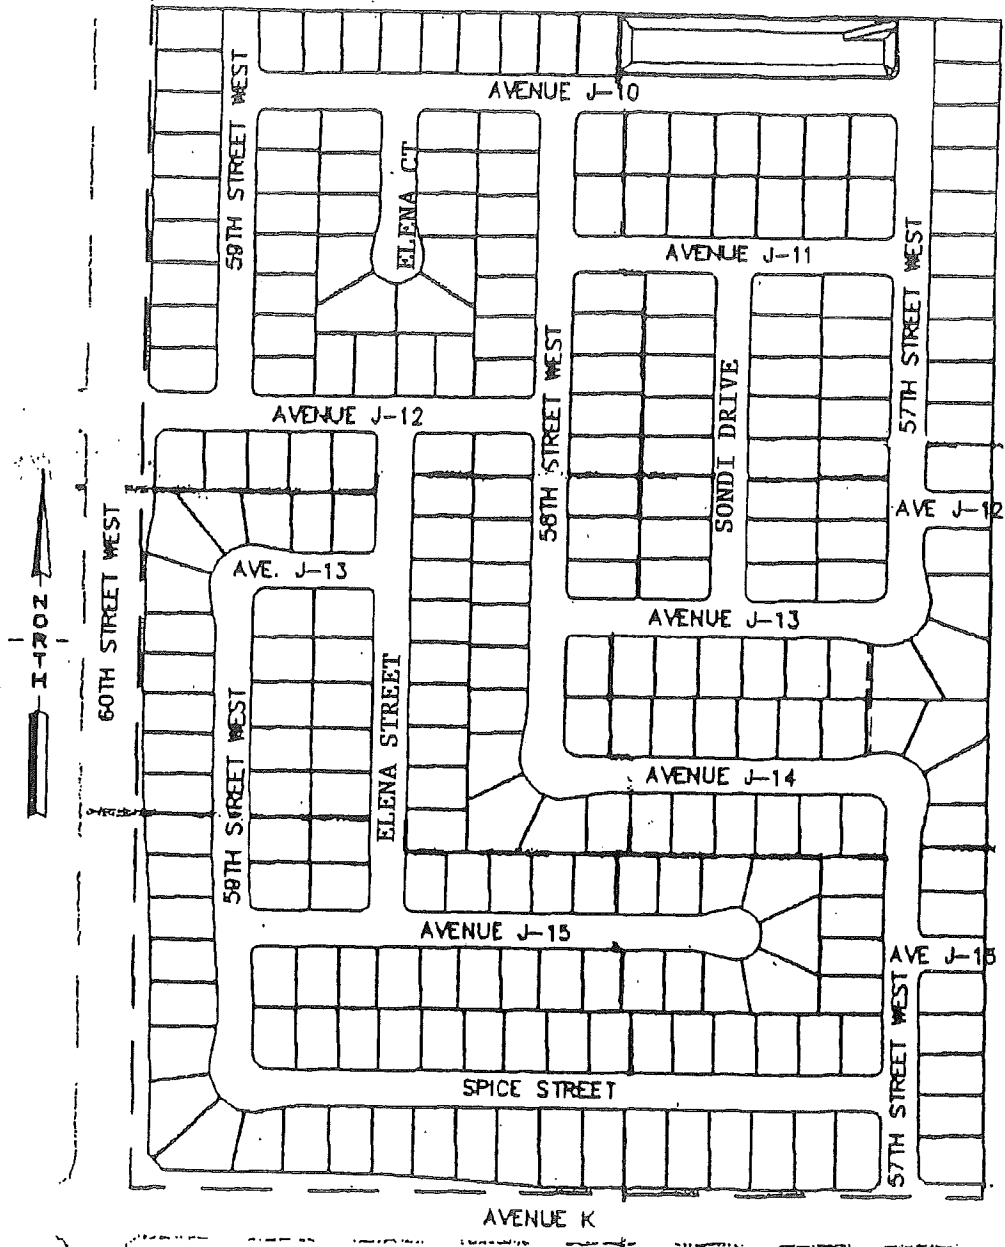 AVENUE J-10
59TH STREET WEST
ELENA CT
AVENUE J-11
57TH STREET WEST
58TH STREET WEST
SONDI DRIVE
AVENUE J-12
AVE J-12
60TH STREET WEST
NORTH
AVE. J-13
AVENUE J-13
59TH STREET WEST
ELENA STREET
AVENUE J-14
AVENUE J-15
AVE J-15
57TH STREET WEST
SPICE STREET
AVENUE K